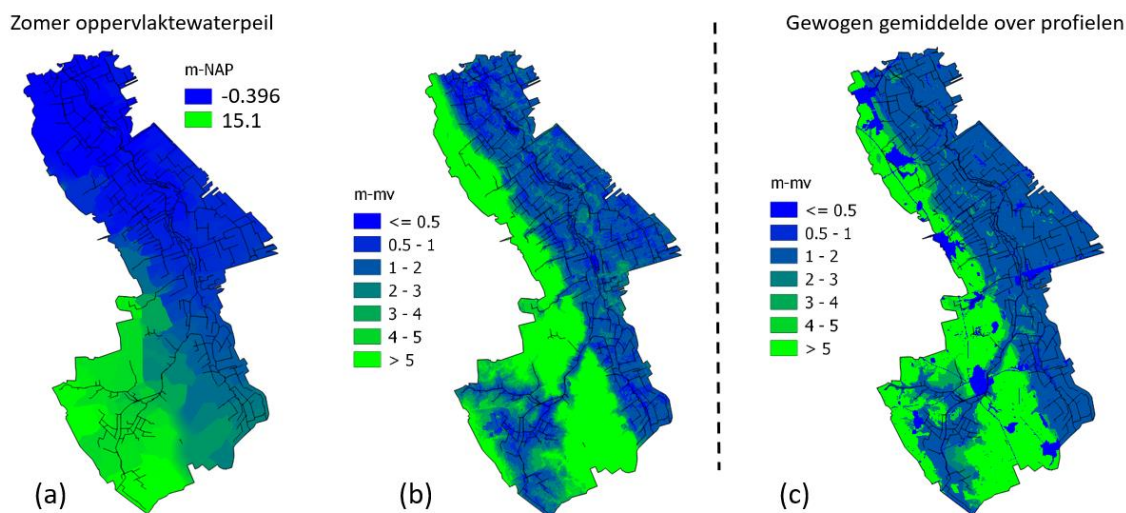 Zomer oppervlaktewaterpeil
Gewogen gemiddelde over profielen
m-NAP
-0.396
15.1
m-mv
<= 0.5
0.5 - 1
1 - 2
2 - 3
3 - 4
4 - 5
> 5
m-mv
<= 0.5
0.5 - 1
1 - 2
2 - 3
3 - 4
4 - 5
> 5
(a)
(b)
(c)